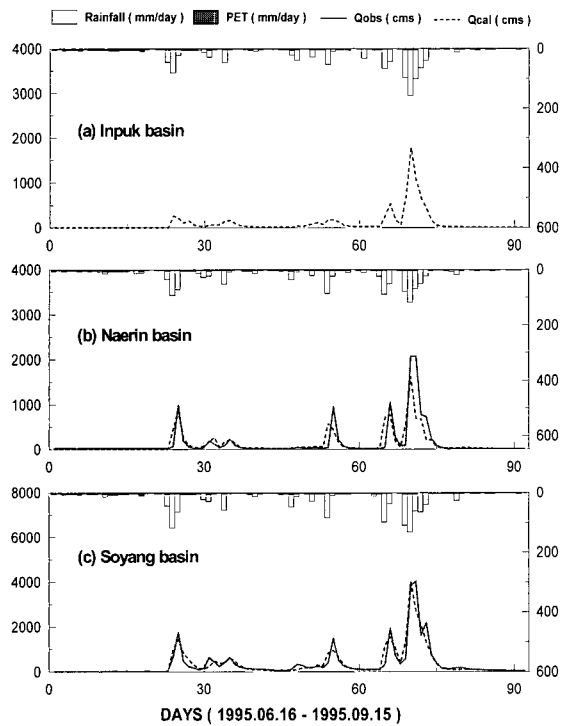 Rainfall ( mm/day ) PET ( mm/day ) Qobs ( cms ) Qcal ( cms )
4000 0
3000 200
(a) Inpuk basin
2000
1000 400
0 600
0 30 60 90
4000 0
3000 200
(b) Naerin basin
2000 400
1000
0 600
0 30 60 90
8000 0
6000 100
(c) Soyang basin 200
4000 300
2000 400
500
0 600
0 30 60 90
DAYS ( 1995.06.16 - 1995.09.15 )